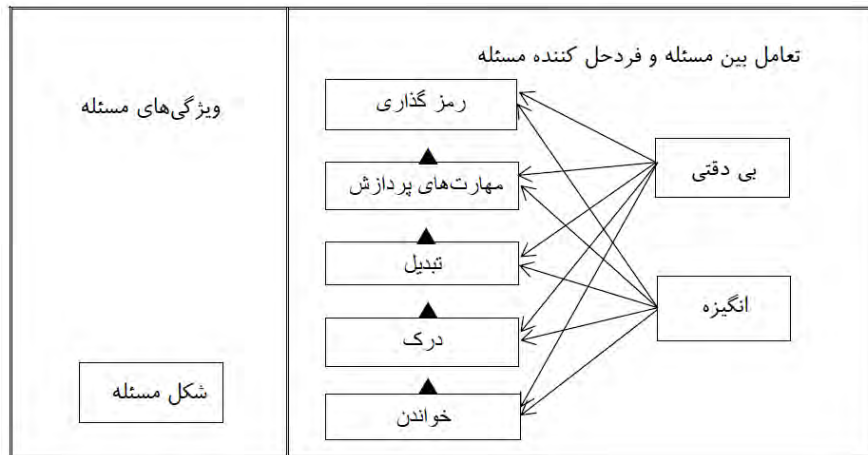 تعامل بین مسئله و فردحل کننده مسئله
رمز گذاری
مهارت‌های پردازش
تبدیل
درک
خواندن
بی دقتی
انگیزه
ویژگی‌های مسئله
شکل مسئله